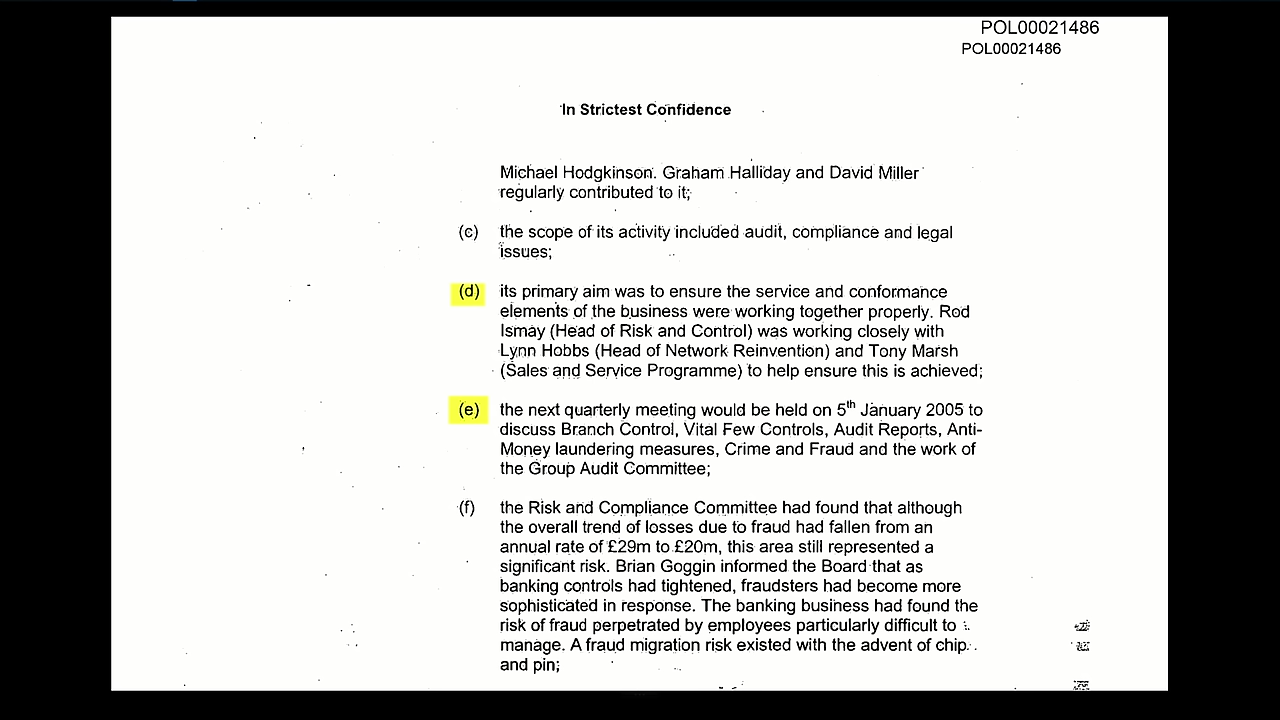 POL00021486
POL00021486
In Strictest Confidence
Michael Hodgkinson. Graham Halliday and David Miller
regularly contributed to it;
(c) the scope of its activity included audit, compliance and legal
issues;
(d) its primary aim was to ensure the service and conformance
elements of the business were working together properly. Rod
Ismay (Head of Risk and Control) was working closely with
Lynn Hobbs (Head of Network Reinvention) and Tony Marsh
(Sales and Service Programme) to help ensure this is achieved;
(e) the next quarterly meeting would be held on 5th January 2005 to
discuss Branch Control, Vital Few Controls, Audit Reports, Anti-
Money laundering measures, Crime and Fraud and the work of
the Group Audit Committee;
(f) the Risk and Compliance Committee had found that although
the overall trend of losses due to fraud had fallen from an
annual rate of £29m to £20m, this area still represented a
significant risk. Brian Goggin informed the Board that as
banking controls had tightened, fraudsters had become more
sophisticated in response. The banking business had found the
risk of fraud perpetrated by employees particularly difficult to
manage. A fraud migration risk existed with the advent of chip
and pin;